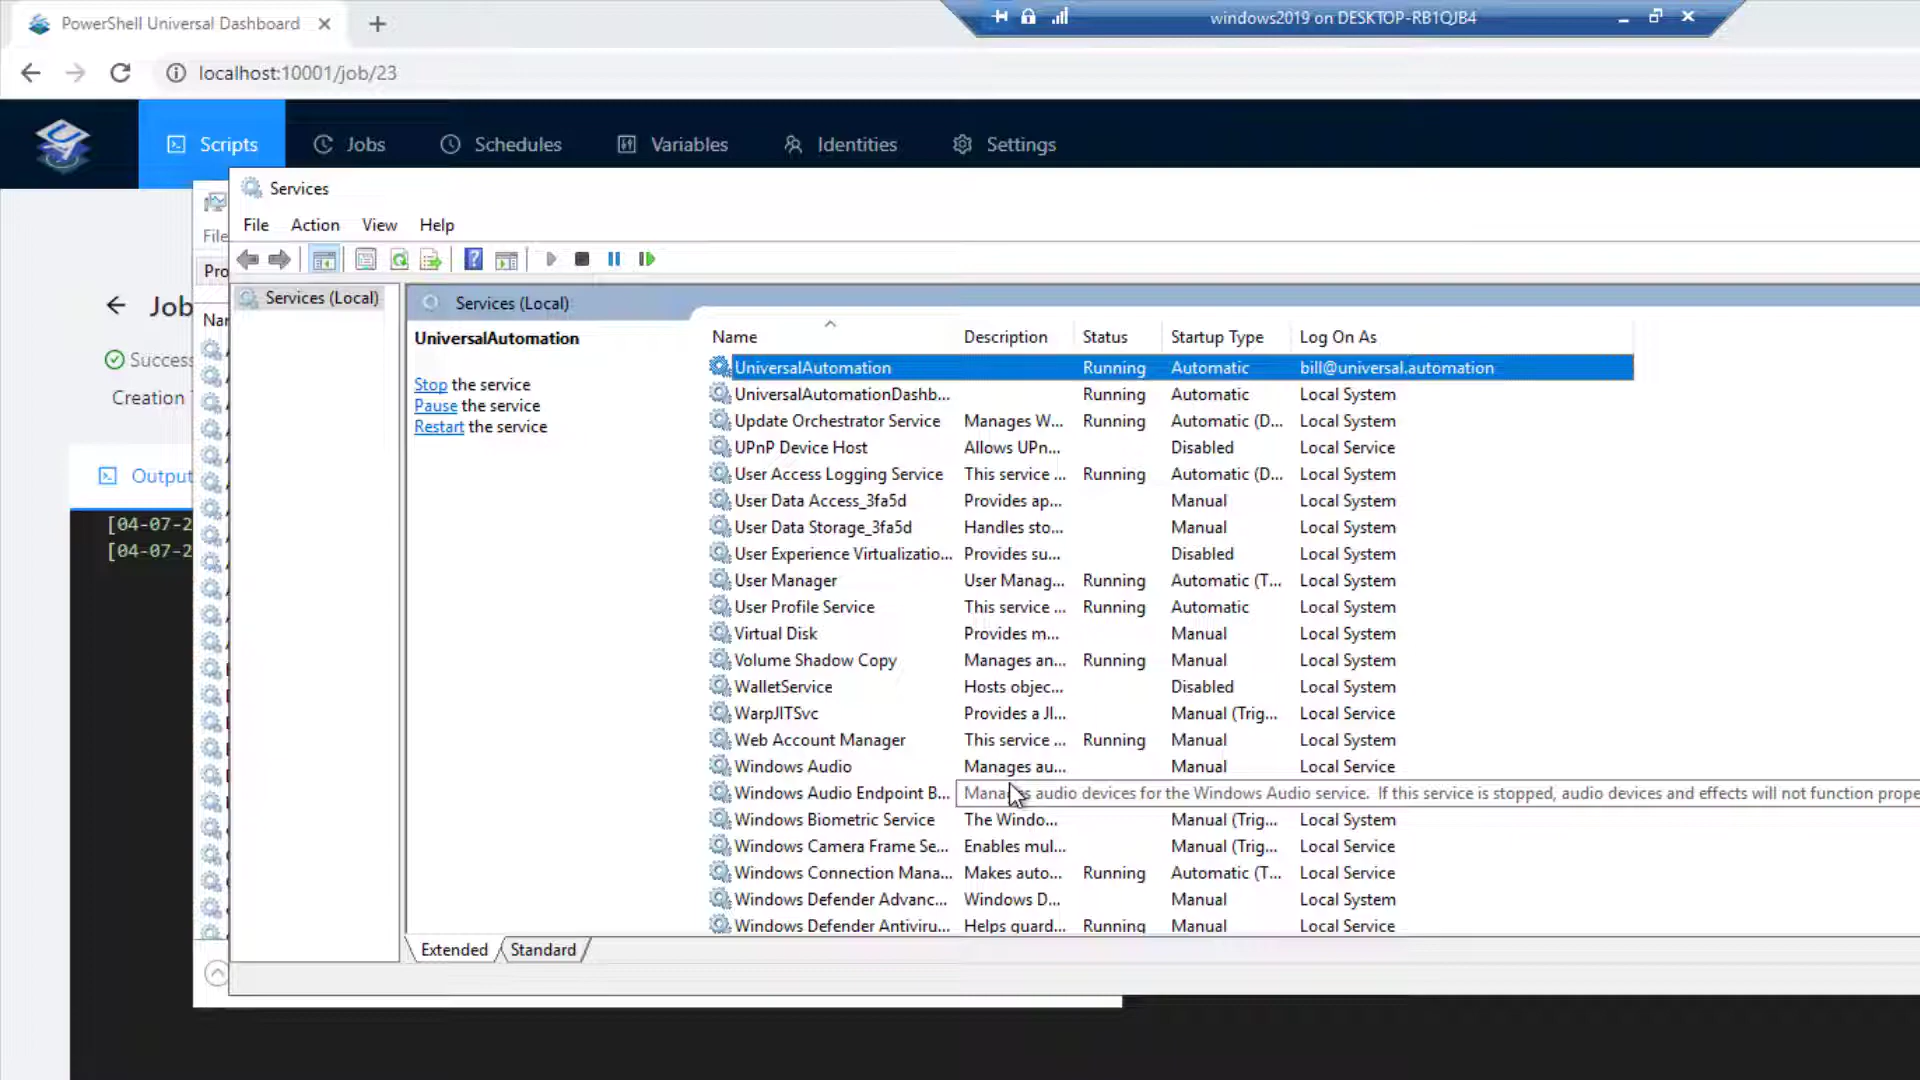 PowerShell Universal Dashboard
windows2019 on DESKTOP-RB1QJB4
localhost:10001/job/23
Scripts
Jobs
Schedules
Variables
Identities
Settings
Services
File Action View Help
Services (Local)
Services (Local)
UniversalAutomation
Stop the service
Pause the service
Restart the service
Name Description Status Startup Type Log On As
UniversalAutomation Running Automatic bill@universal.automation
UniversalAutomationDashb... Running Automatic Local System
Update Orchestrator Service Manages W... Running Automatic (D... Local System
UPnP Device Host Allows UPn... Disabled Local Service
User Access Logging Service This service ... Running Automatic (D... Local System
User Data Access_3fa5d Provides ap... Manual Local System
User Data Storage_3fa5d Handles sto... Manual Local System
User Experience Virtualizatio... Provides su... Disabled Local System
User Manager User Manag... Running Automatic (T... Local System
User Profile Service This service ... Running Automatic Local System
Virtual Disk Provides m... Manual Local System
Volume Shadow Copy Manages an... Running Manual Local System
WalletService Hosts objec... Disabled Local System
WarpJITSvc Provides a JI... Manual (Trig... Local Service
Web Account Manager This service ... Running Manual Local System
Windows Audio Manages au... Manual Local Service
Windows Audio Endpoint B... Manages audio devices for the Windows Audio service. If this service is stopped, audio devices and effects will not function prope
Windows Biometric Service The Windo... Manual (Trig... Local System
Windows Camera Frame Se... Enables mul... Manual (Trig... Local Service
Windows Connection Mana... Makes auto... Running Automatic (T... Local Service
Windows Defender Advanc... Windows D... Manual Local System
Windows Defender Antiviru... Helps guard... Running Manual Local Service
Extended Standard
File
Pro
Nar
Job
Success
Creation
Output
[04-07-2
[04-07-2